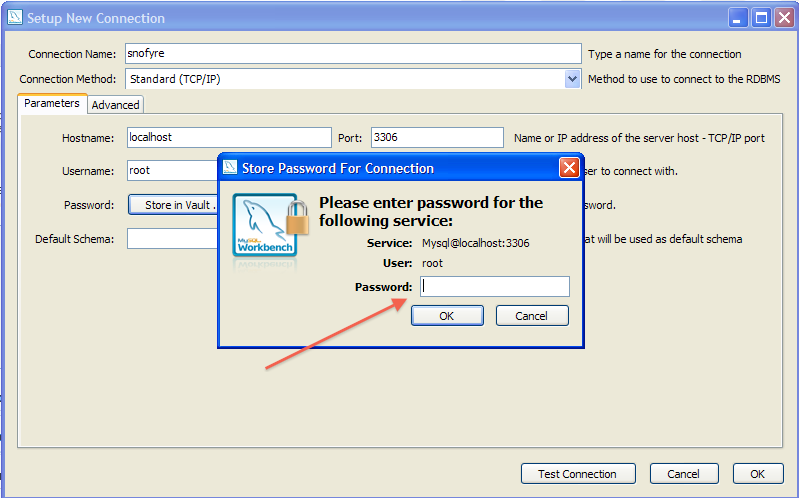 Setup New Connection
Connection Name: snofyre Type a name for the connection
Connection Method: Standard (TCP/IP) Method to use to connect to the RDBMS
Parameters Advanced
Hostname: localhost Port: 3306 Name or IP address of the server host - TCP/IP port
Username: root ser to connect with.
Password: Store in Vault .. sword.
Default Schema: at will be used as default schema
Store Password For Connection
Please enter password for the
following service:
Service: Mysql@localhost:3306
User: root
Password:
OK Cancel
MySQL
Workbench
Test Connection Cancel OK